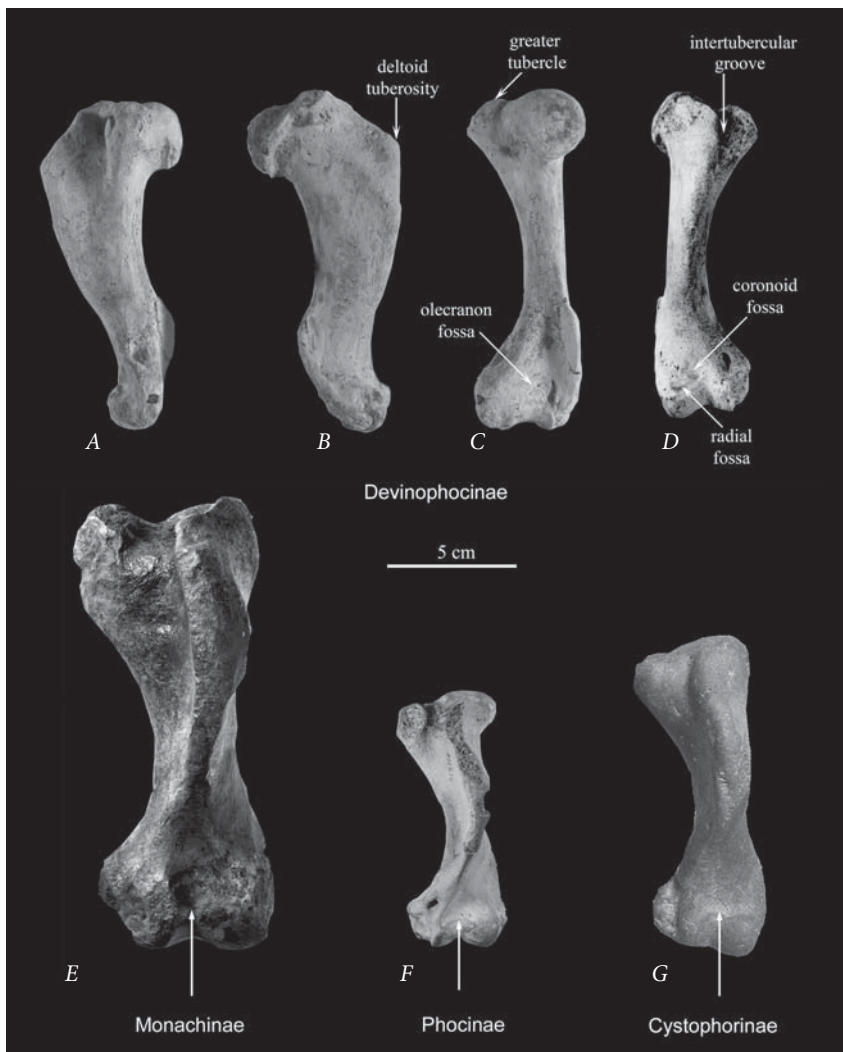 greater
tubercle
intertubercular
groove
deltoid
tuberosity
olecranon
fossa
coronoid
fossa
radial
fossa
A
B
C
D
Devinophocinae
5 cm
E
F
G
Monachinae
Phocinae
Cystophorinae